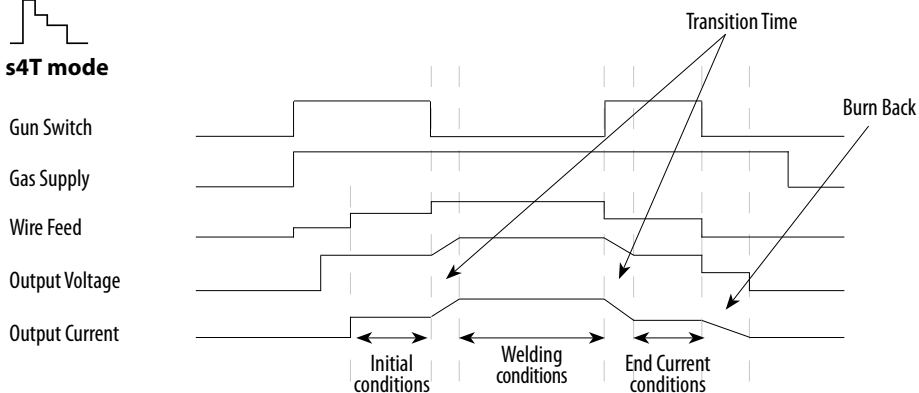 s4T mode
Transition Time
Burn Back
Gun Switch
Gas Supply
Wire Feed
Output Voltage
Output Current
Initial
conditions
Welding
conditions
End Current
conditions